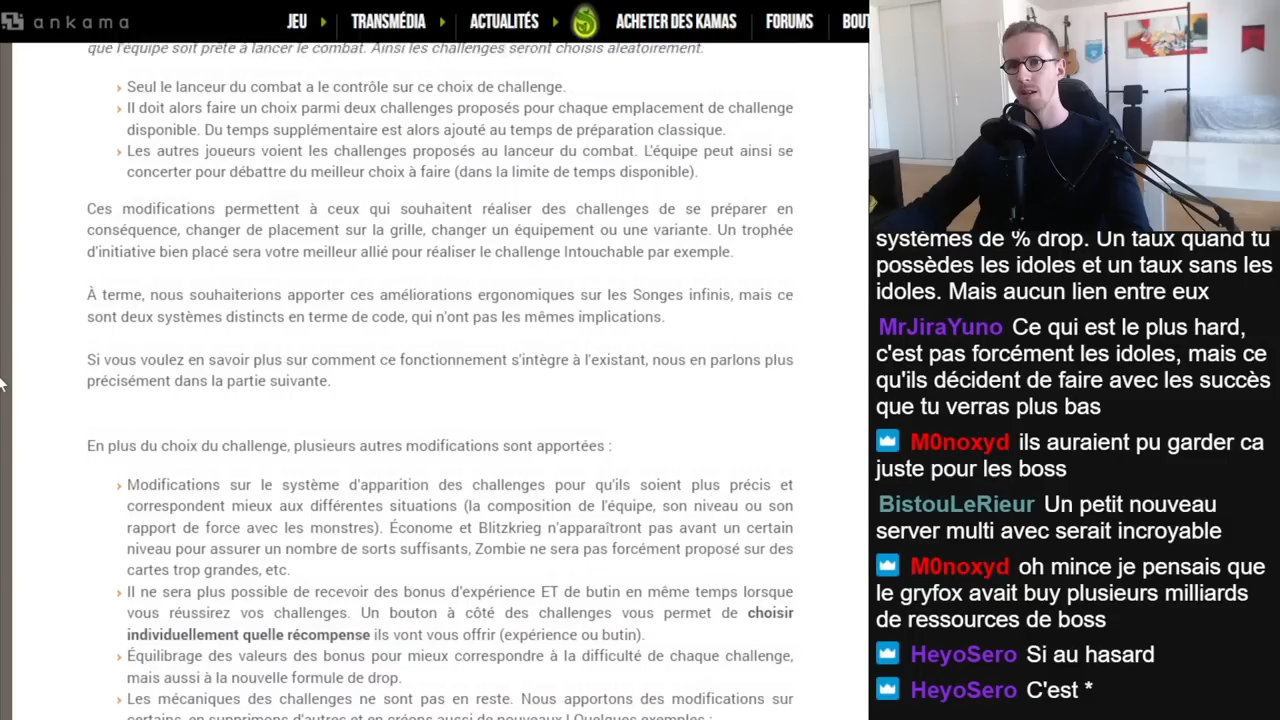 ankama
JEU
TRANSMÉDIA
ACTUALITÉS
ACHETER DES KAMAS
FORUMS
BOUT
que l'équipe soit prête à lancer le combat. Ainsi les challenges seront choisis aléatoirement.
Seul le lanceur du combat a le contrôle sur ce choix de challenge.
Il doit alors faire un choix parmi deux challenges proposés pour chaque emplacement de challenge
disponible. Du temps supplémentaire est alors ajouté au temps de préparation classique.
Les autres joueurs voient les challenges proposés au lanceur du combat. L'équipe peut ainsi se
concerter pour débattre du meilleur choix à faire (dans la limite de temps disponible).
Ces modifications permettent à ceux qui souhaitent réaliser des challenges de se préparer en
conséquence, changer de placement sur la grille, changer un équipement ou une variante. Un trophée
d'initiative bien placé sera votre meilleur allié pour réaliser le challenge Intouchable par exemple.
À terme, nous souhaiterions apporter ces améliorations ergonomiques sur les Songes infinis, mais ce
sont deux systèmes distincts en terme de code, qui n'ont pas les mêmes implications.
Si vous voulez en savoir plus sur comment ce fonctionnement s'intègre à l'existant, nous en parlons plus
précisément dans la partie suivante.
En plus du choix du challenge, plusieurs autres modifications sont apportées :
Modifications sur le système d'apparition des challenges pour qu'ils soient plus précis et
correspondent mieux aux différentes situations (la composition de l'équipe, son niveau ou son
rapport de force avec les monstres). Économe et Blitzkrieg n'apparaîtront pas avant un certain
niveau pour assurer un nombre de sorts suffisants, Zombie ne sera pas forcément proposé sur des
cartes trop grandes, etc.
Il ne sera plus possible de recevoir des bonus d'expérience ET de butin en même temps lorsque
vous réussirez vos challenges. Un bouton à côté des challenges vous permet de choisir
individuellement quelle récompense ils vont vous offrir (expérience ou butin).
Équilibrage des valeurs des bonus pour mieux correspondre à la difficulté de chaque challenge,
mais aussi à la nouvelle formule de drop.
Les mécaniques des challenges ne sont pas en reste. Nous apportons des modifications sur
certains, en supprimons d'autres et en créons aussi de nouveaux ! Quelques exemples :
systèmes de % drop. Un taux quand tu
possèdes les idoles et un taux sans les
idoles. Mais aucun lien entre eux
MrJiraYuno Ce qui est le plus hard,
c'est pas forcément les idoles, mais ce
qu'ils décident de faire avec les succès
que tu verras plus bas
M0noxyd ils auraient pu garder ca
juste pour les boss
BistouLeRieur Un petit nouveau
server multi avec serait incroyable
M0noxyd oh mince je pensais que
le gryfox avait buy plusieurs milliards
de ressources de boss
HeyoSero Si au hasard
HeyoSero C'est *